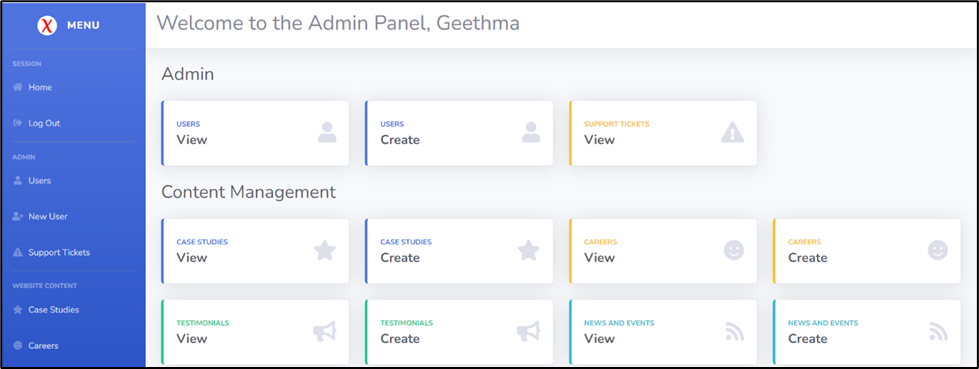 χ MENU
SESSION
Home
Log Out
ADMIN
Users
New User
Support Tickets
WEBSITE CONTENT
Case Studies
Careers
Welcome to the Admin Panel, Geethma
Admin
USERS
View
USERS
Create
SUPPORT TICKETS
View
Content Management
CASE STUDIES
View
CASE STUDIES
Create
CAREERS
View
CAREERS
Create
TESTIMONIALS
View
TESTIMONIALS
Create
NEWS AND EVENTS
View
NEWS AND EVENTS
Create